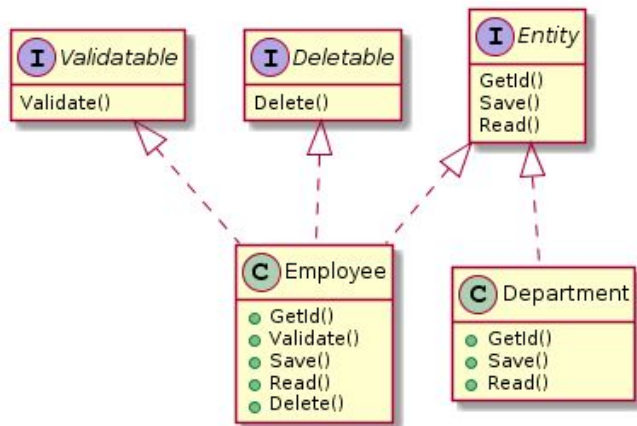 I Validatable
Validate()
I Deletable
Delete()
I Entity
GetId()
Save()
Read()
C Employee
GetId()
Validate()
Save()
Read()
Delete()
C Department
GetId()
Save()
Read()